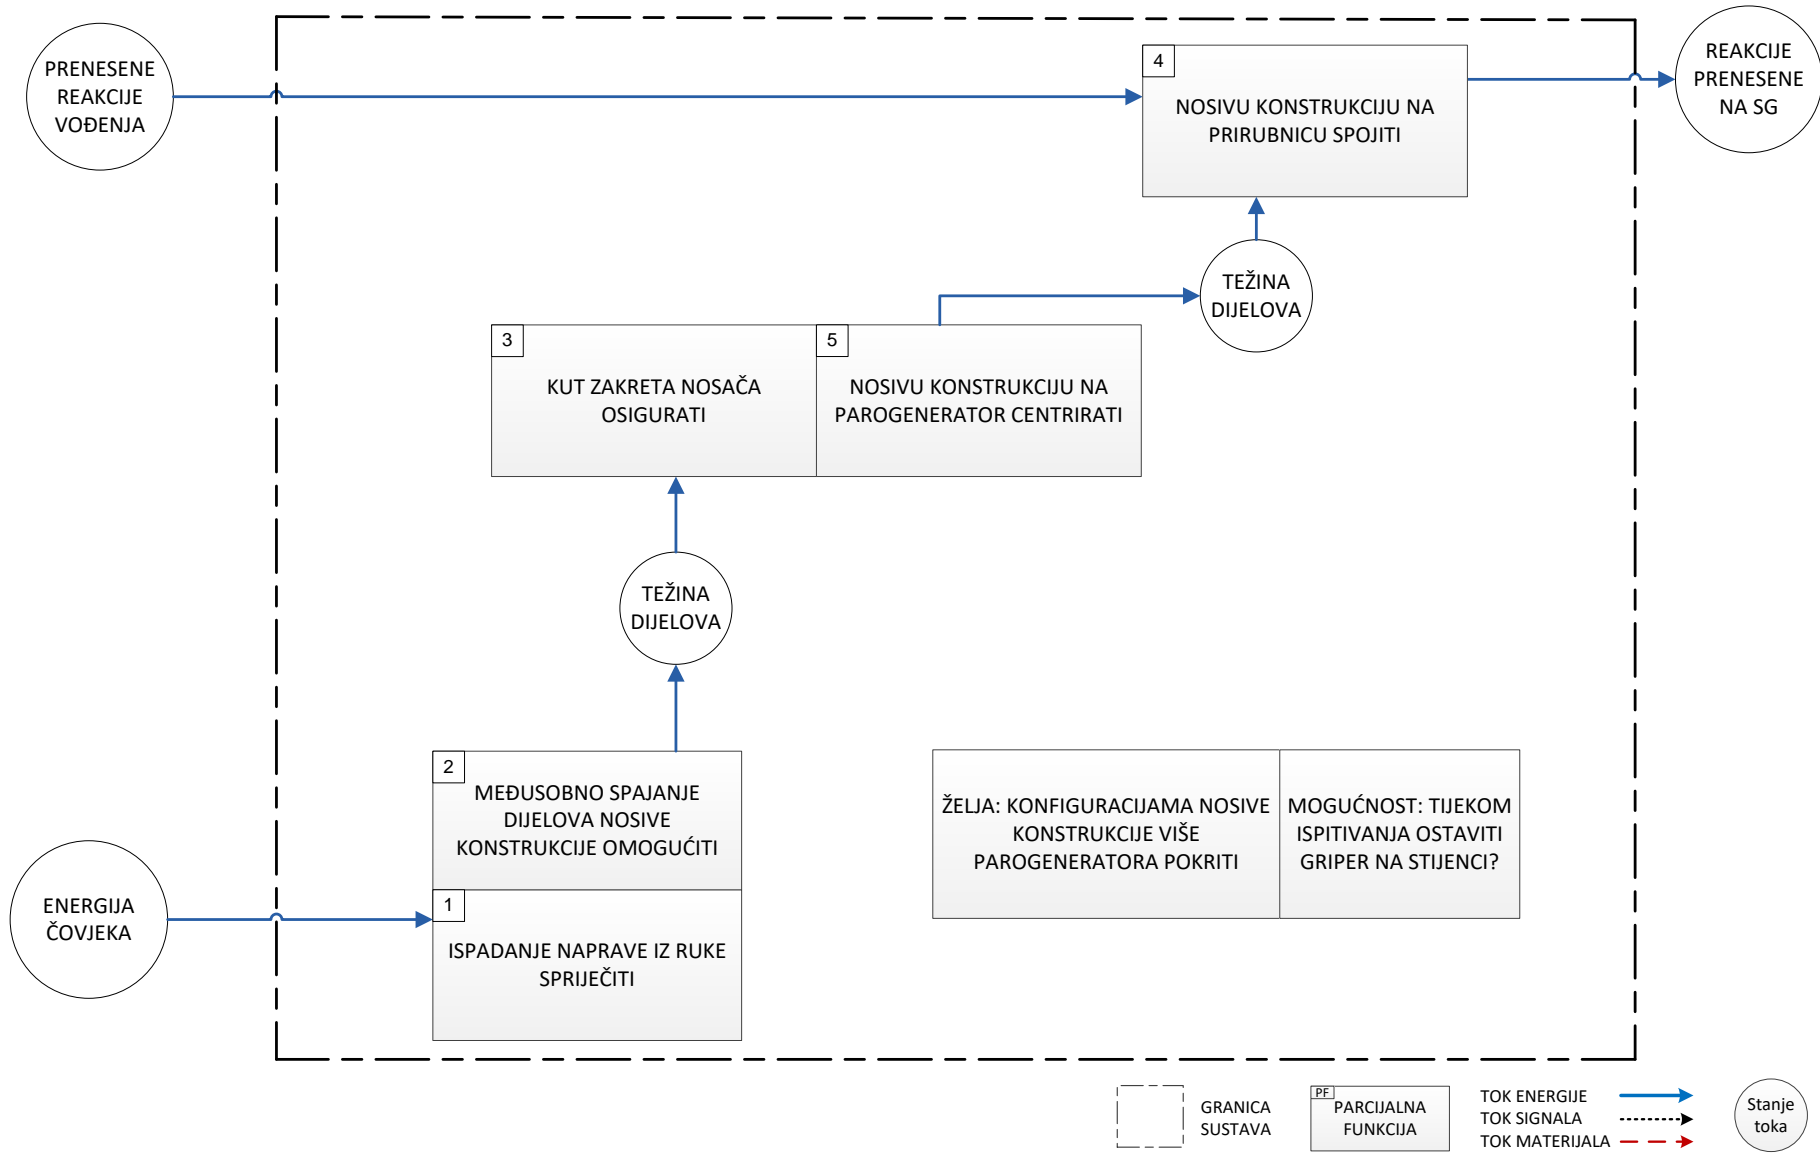 PRENESENE
REAKCIJE
VOĐENJA
4
NOSIVU KONSTRUKCIJU NA
PRIRUBNICU SPOJITI
REAKCIJE
PRENESENE
NA SG
TEŽINA
DIJELOVA
3
KUT ZAKRETA NOSAČA
OSIGURATI
5
NOSIVU KONSTRUKCIJU NA
PAROGENERATOR CENTRIRATI
TEŽINA
DIJELOVA
2
MEĐUSOBNO SPAJANJE
DIJELOVA NOSIVE
KONSTRUKCIJE OMOGUĆITI
ŽELJA: KONFIGURACIJAMA NOSIVE
KONSTRUKCIJE VIŠE
PAROGENERATORA POKRITI
MOGUĆNOST: TIJEKOM
ISPITIVANJA OSTAVITI
GRIPER NA STIJENCI?
ENERGIJA
ČOVJEKA
1
ISPADANJE NAPRAVE IZ RUKE
SPRIJEČITI
GRANICA
SUSTAVA
PF
PARCIJALNA
FUNKCIJA
TOK ENERGIJE
TOK SIGNALA
TOK MATERIJALA
Stanje
toka